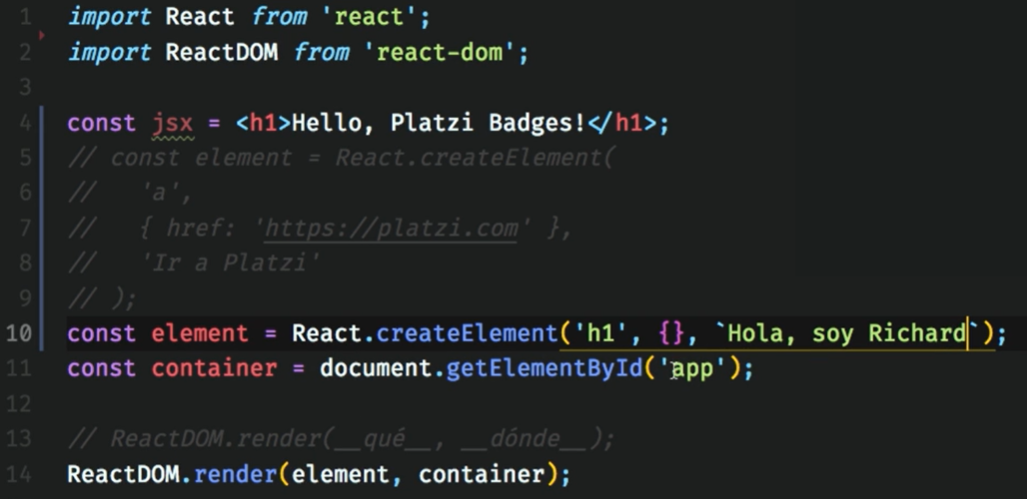 1 import React from 'react';
2 import ReactDOM from 'react-dom';
3
4 const jsx = <h1>Hello, Platzi Badges!</h1>;
5 // const element = React.createElement(
6 //   'a',
7 //   { href: 'https://platzi.com' },
8 //   'Ir a Platzi'
9 // );
10 const element = React.createElement('h1', {}, `Hola, soy Richard`);
11 const container = document.getElementById('app');
12
13 // ReactDOM.render(__qué__, __dónde__);
14 ReactDOM.render(element, container);